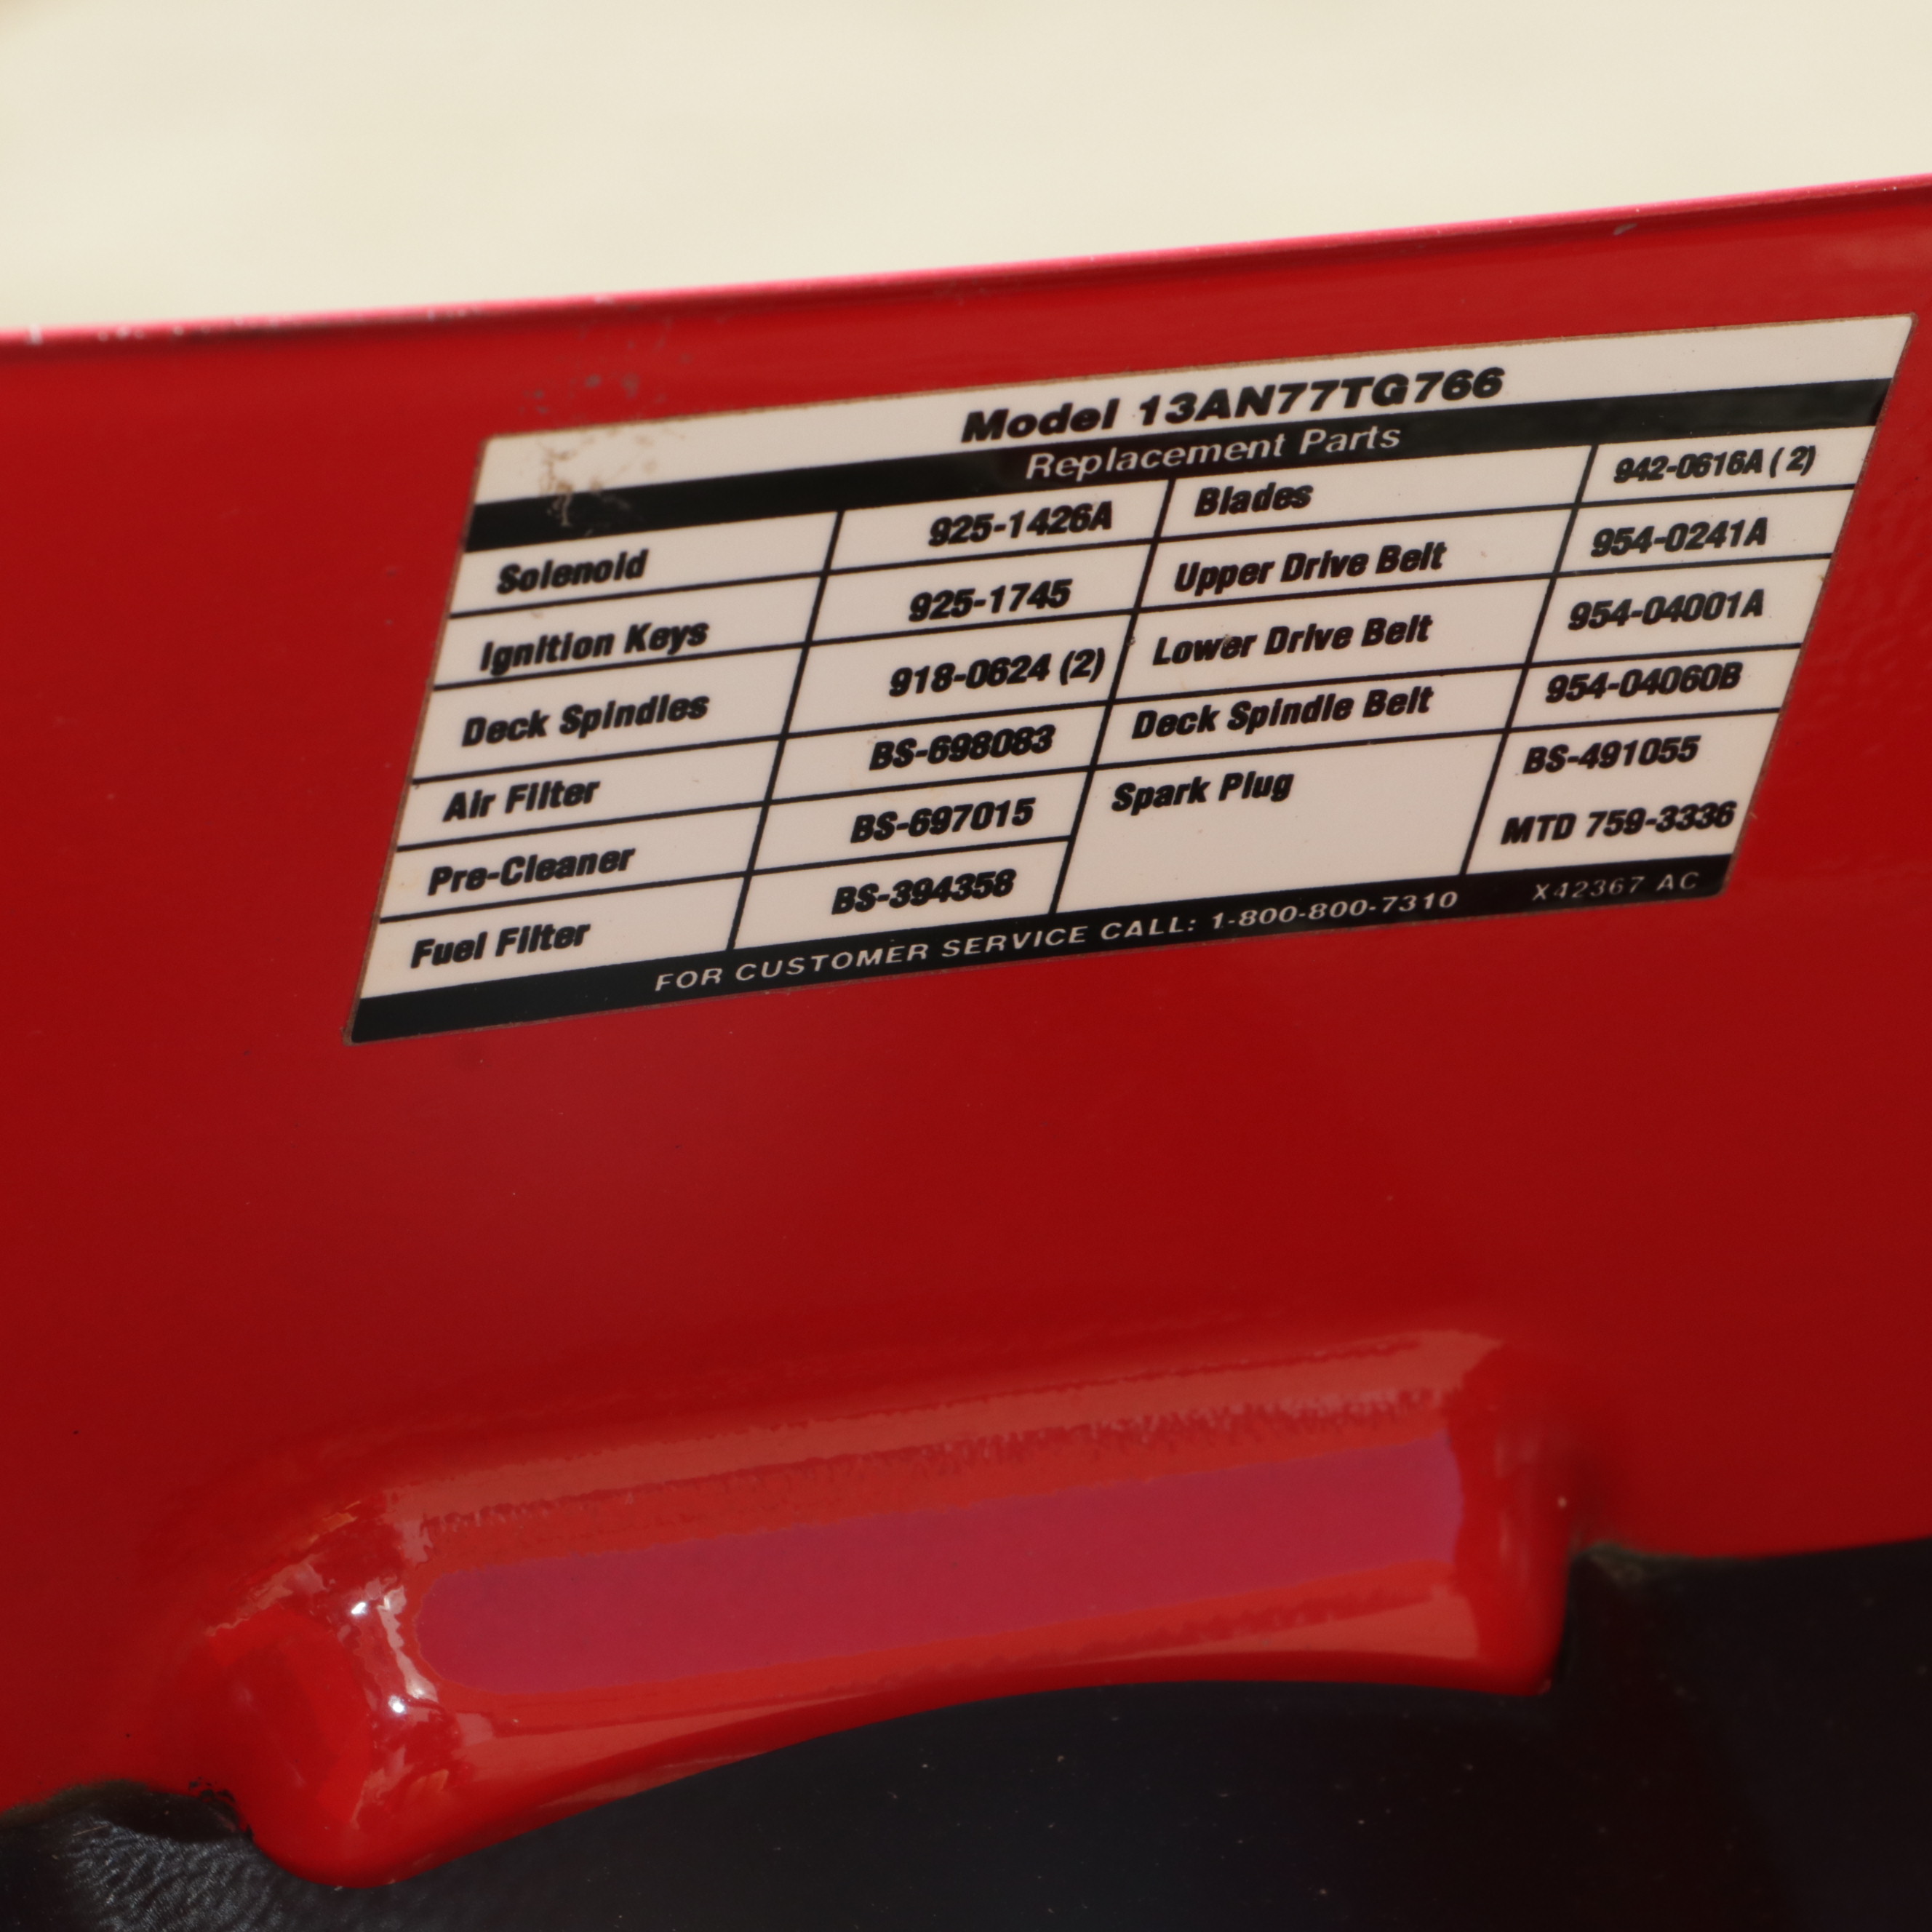 Model 13AN77TG766
Replacement Parts
Solenoid 925-1426A Blades 942-0616A (2)
Ignition Keys 925-1745 Upper Drive Belt 954-0241A
Deck Spindles 918-0624 (2) Lower Drive Belt 954-04001A
Air Filter BS-698083 Deck Spindle Belt 954-04060B
Pre-Cleaner BS-697015 Spark Plug BS-491055
Fuel Filter BS-394358 MTD 759-3336
FOR CUSTOMER SERVICE CALL: 1-800-800-7310 X42367 AC